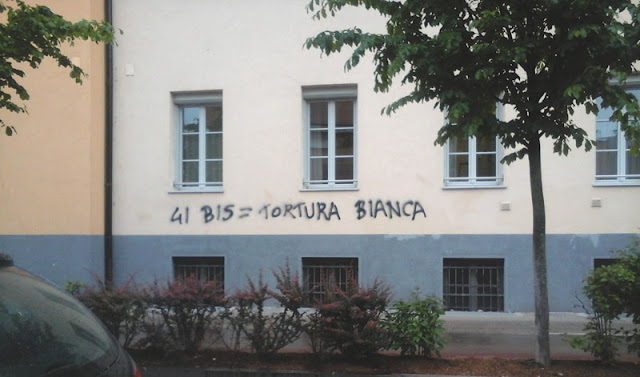 41 BIS = TORTURA BIANCA